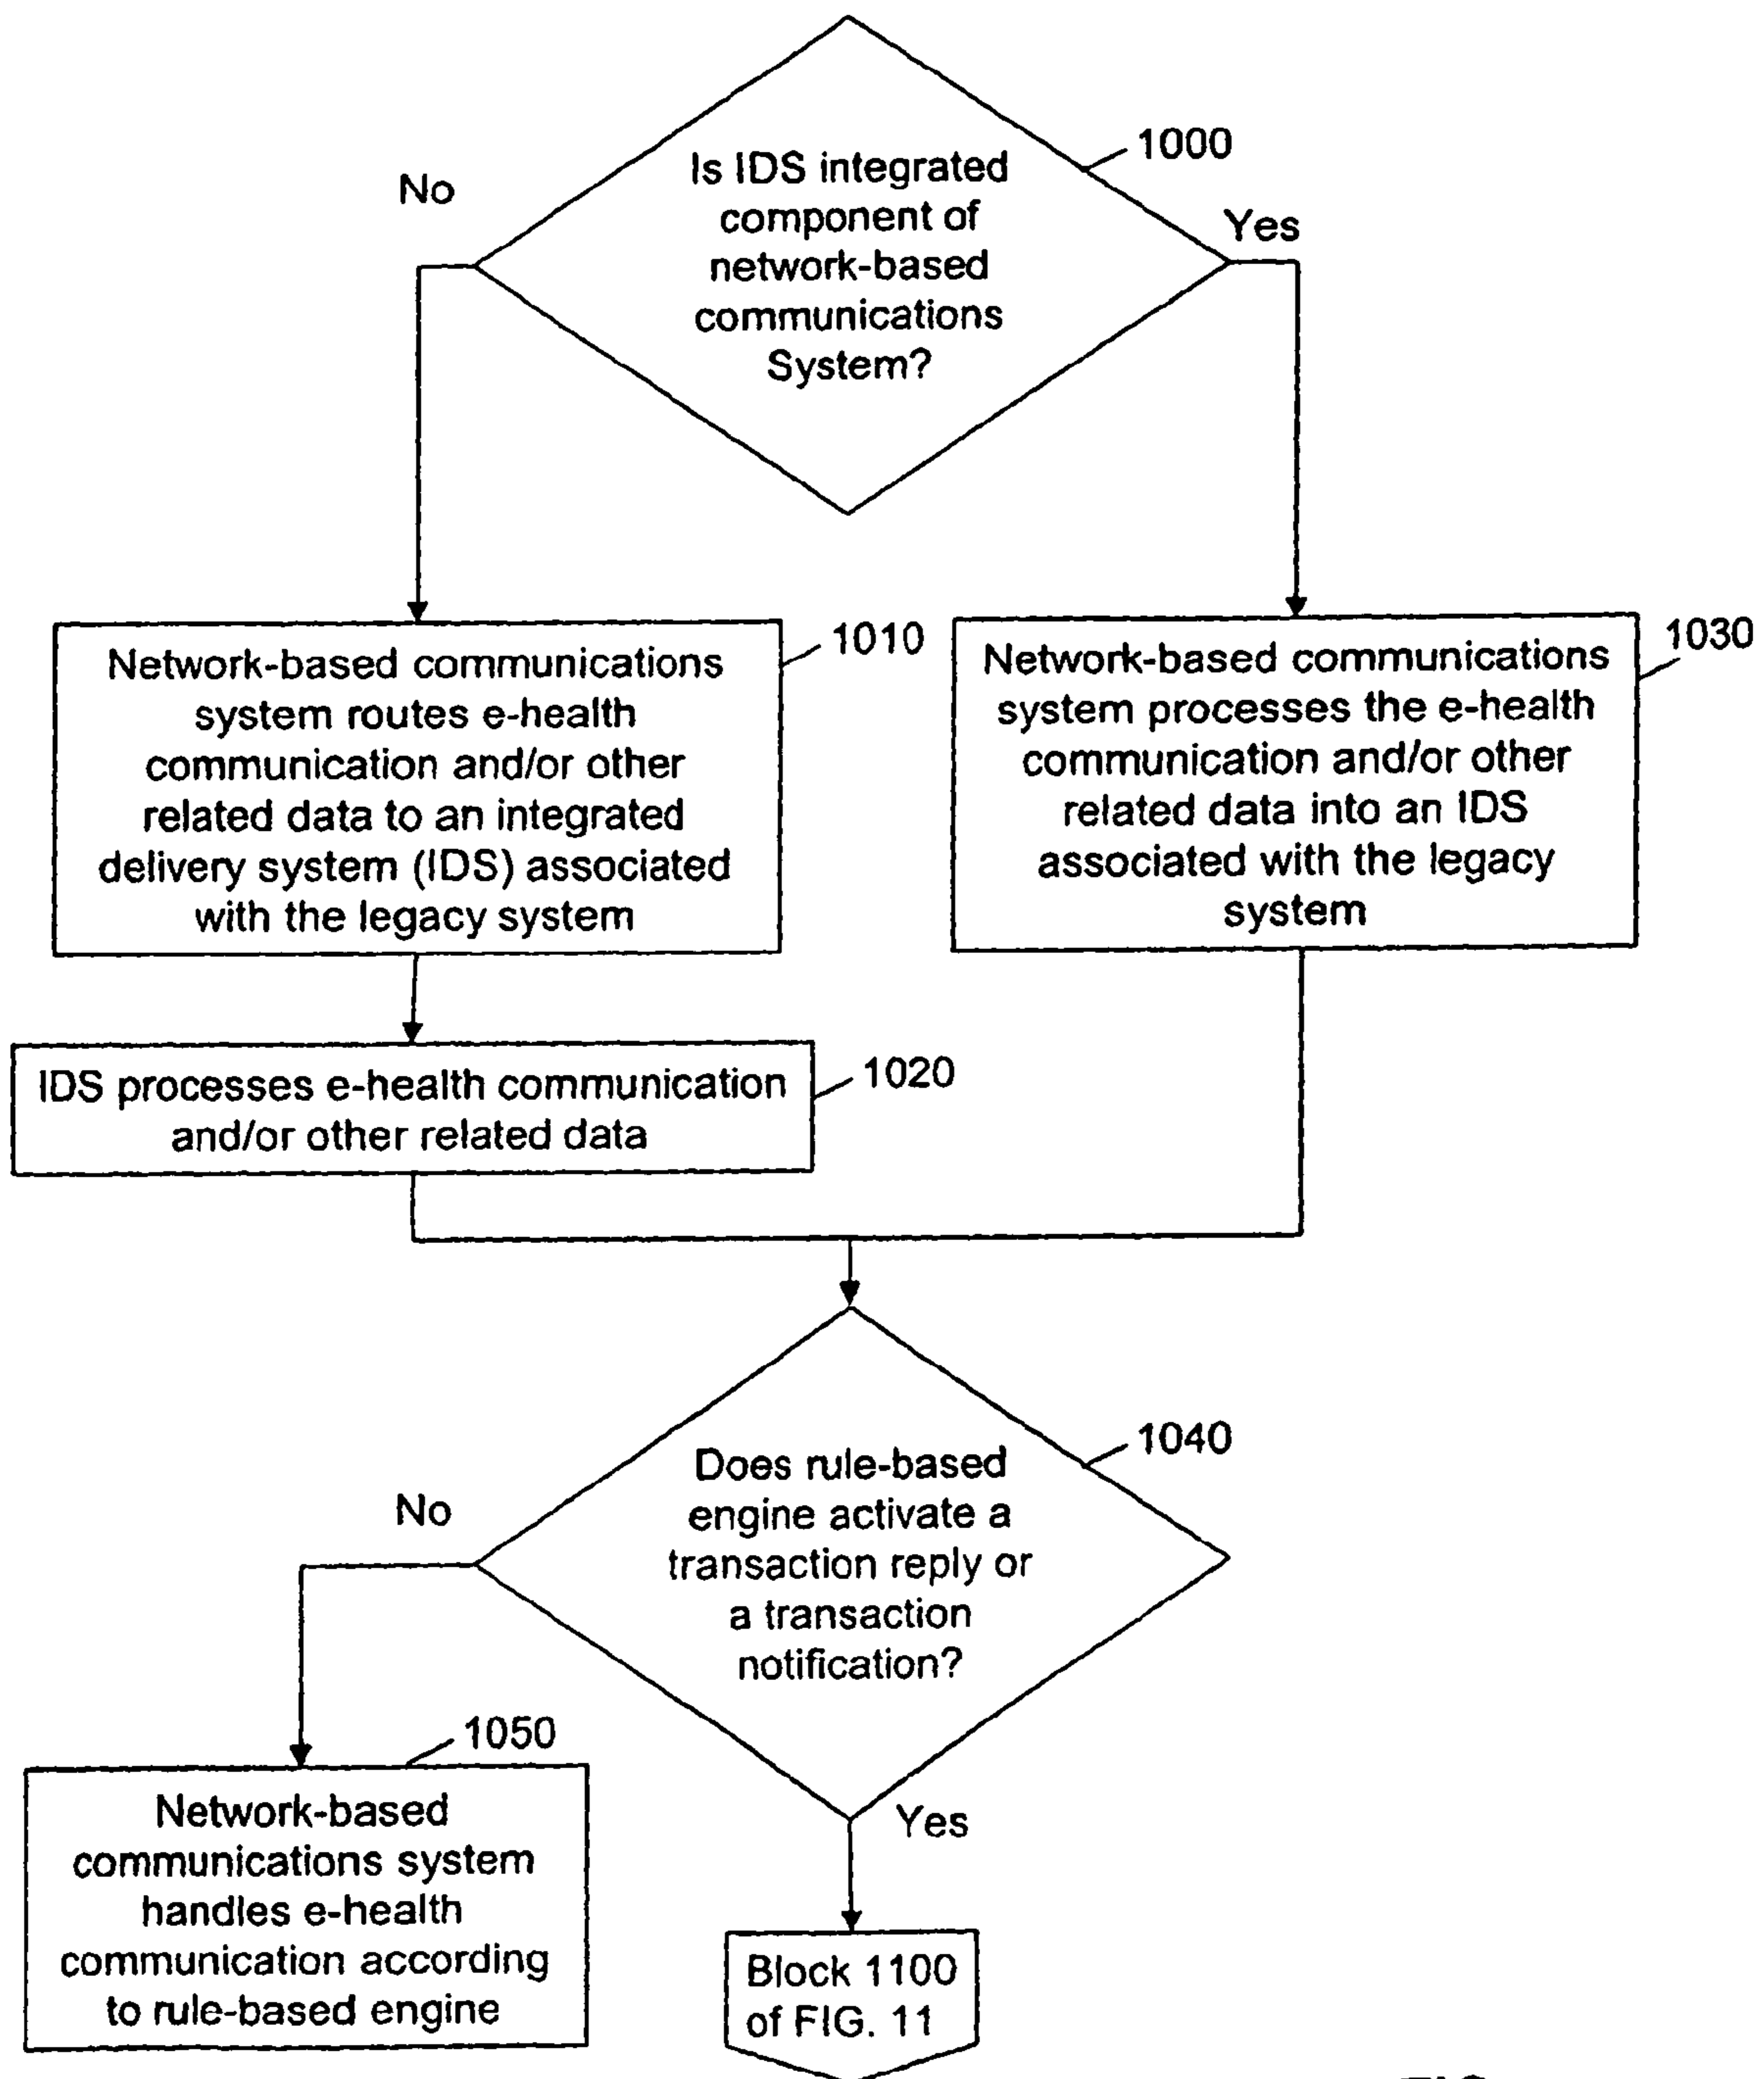 1000
Is IDS integrated
component of
network-based
communications
System?
No
Yes
1010
Network-based communications
system routes e-health
communication and/or other
related data to an integrated
delivery system (IDS) associated
with the legacy system
1030
Network-based communications
system processes the e-health
communication and/or other
related data into an IDS
associated with the legacy
system
1020
IDS processes e-health communication
and/or other related data
1040
Does rule-based
engine activate a
transaction reply or
a transaction
notification?
No
Yes
1050
Network-based
communications system
handles e-health
communication according
to rule-based engine
Block 1100
of FIG. 11